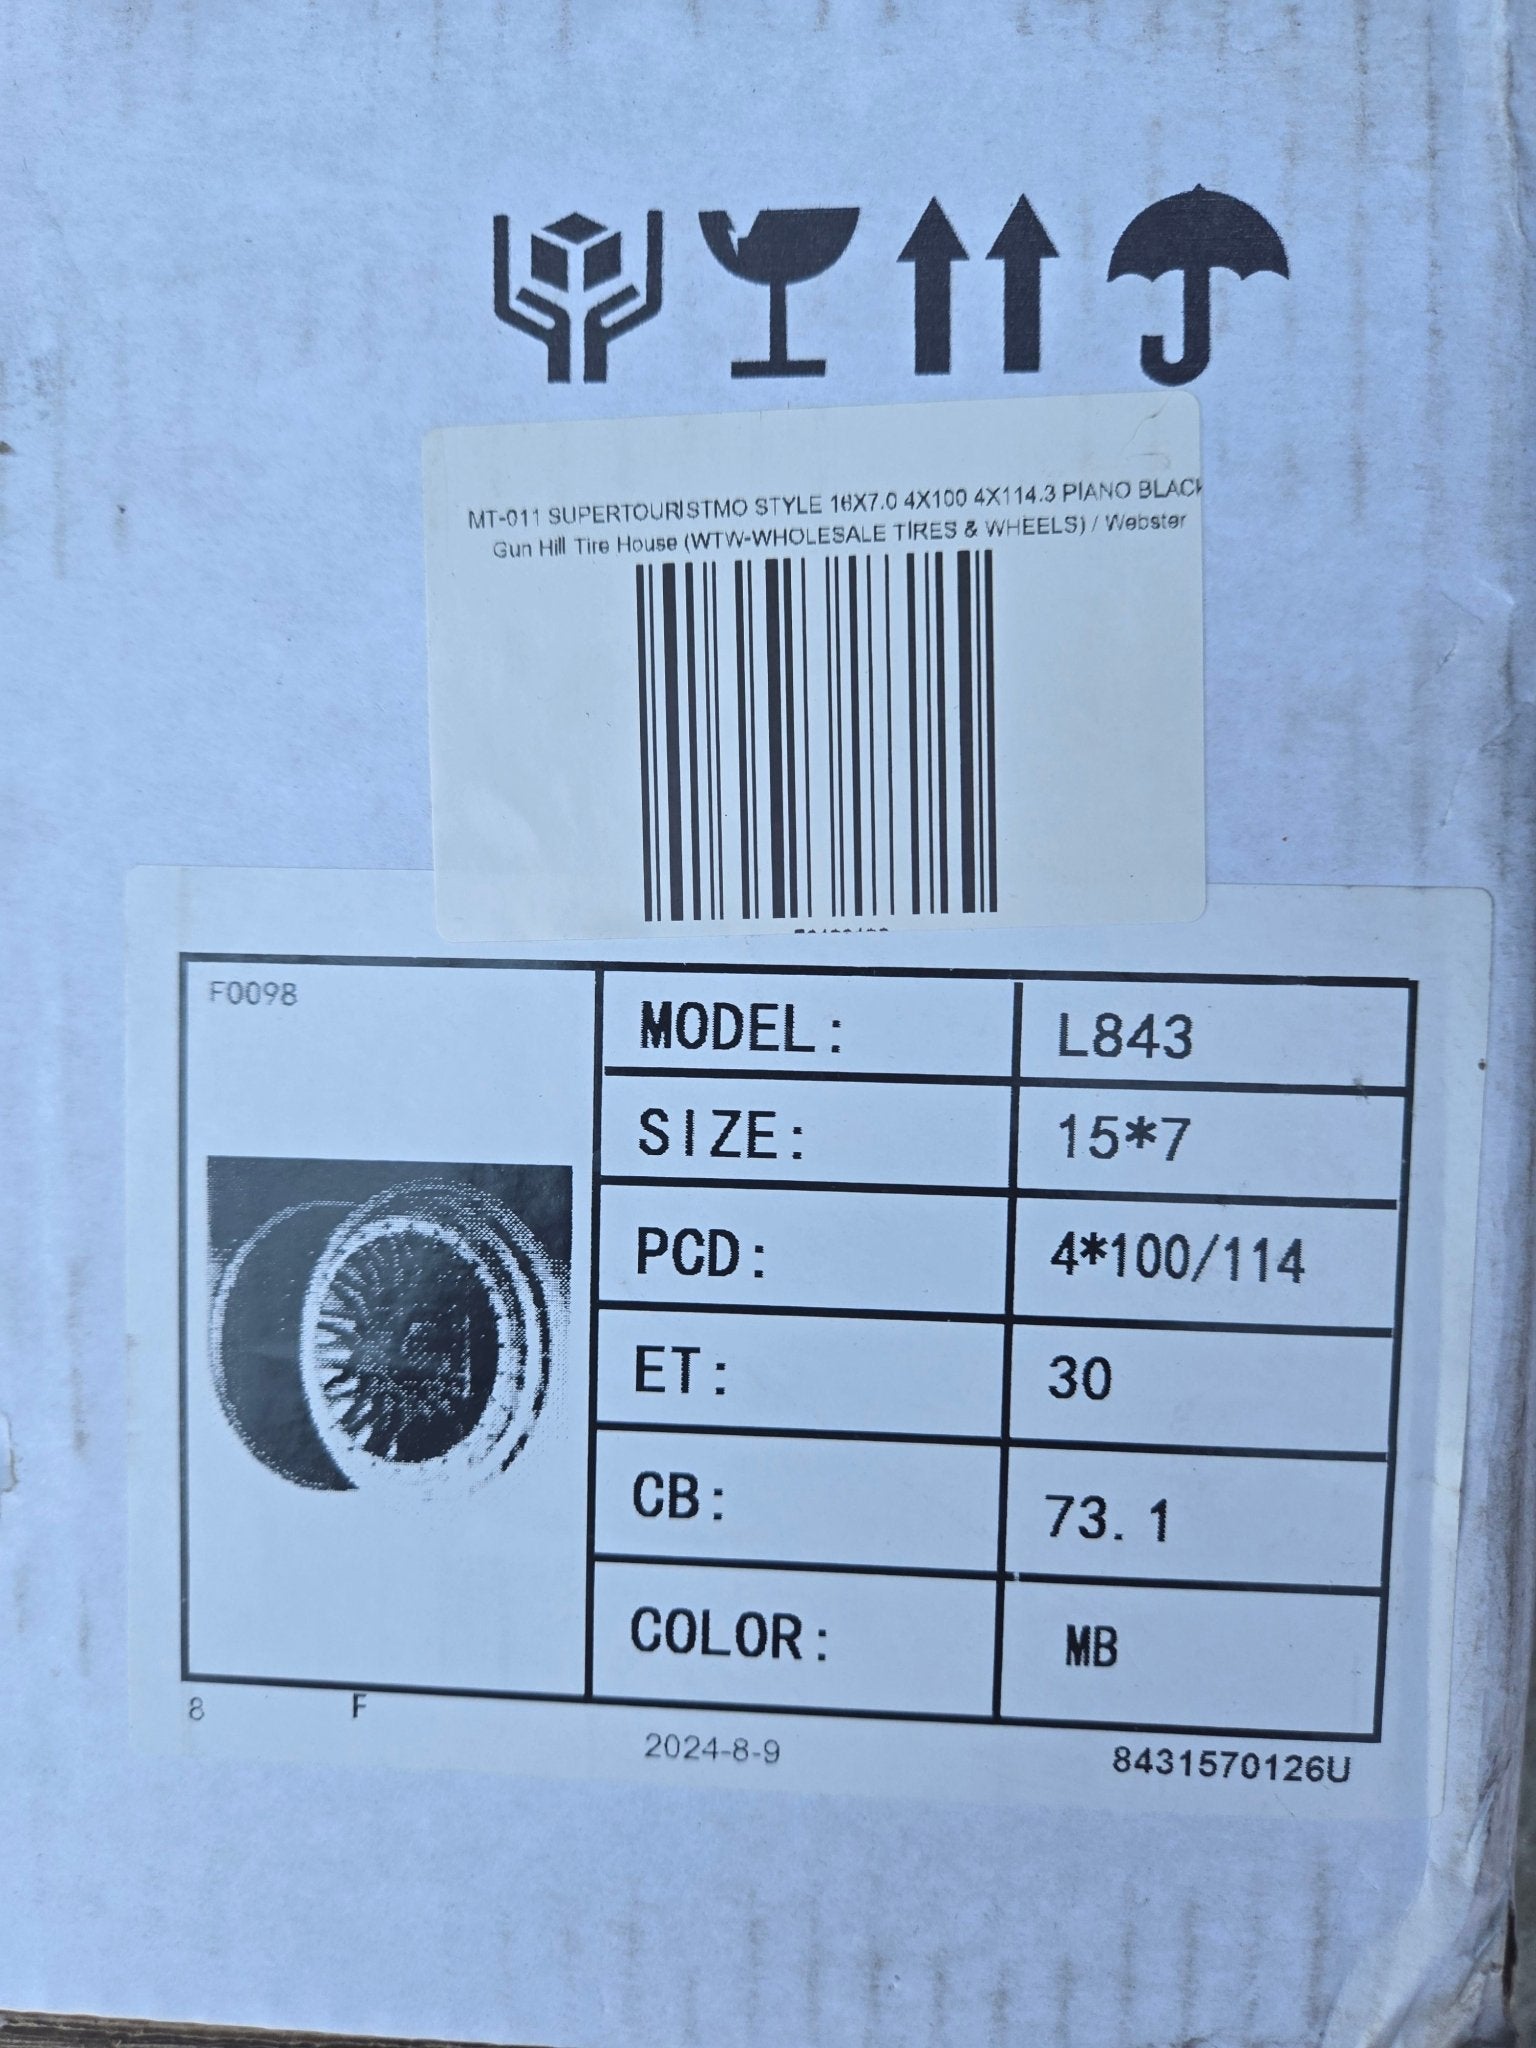 MT-011 SUPERTOURISTMO STYLE 16X7.0 4X100 4X114.3 PIANO BLACK
Gun Hill Tire House (WTW-WHOLESALE TIRES & WHEELS) / Webster
F0098
MODEL: L843
SIZE: 15*7
PCD: 4*100/114
ET: 30
CB: 73.1
COLOR: MB
8 F
2024-8-9
8431570126U